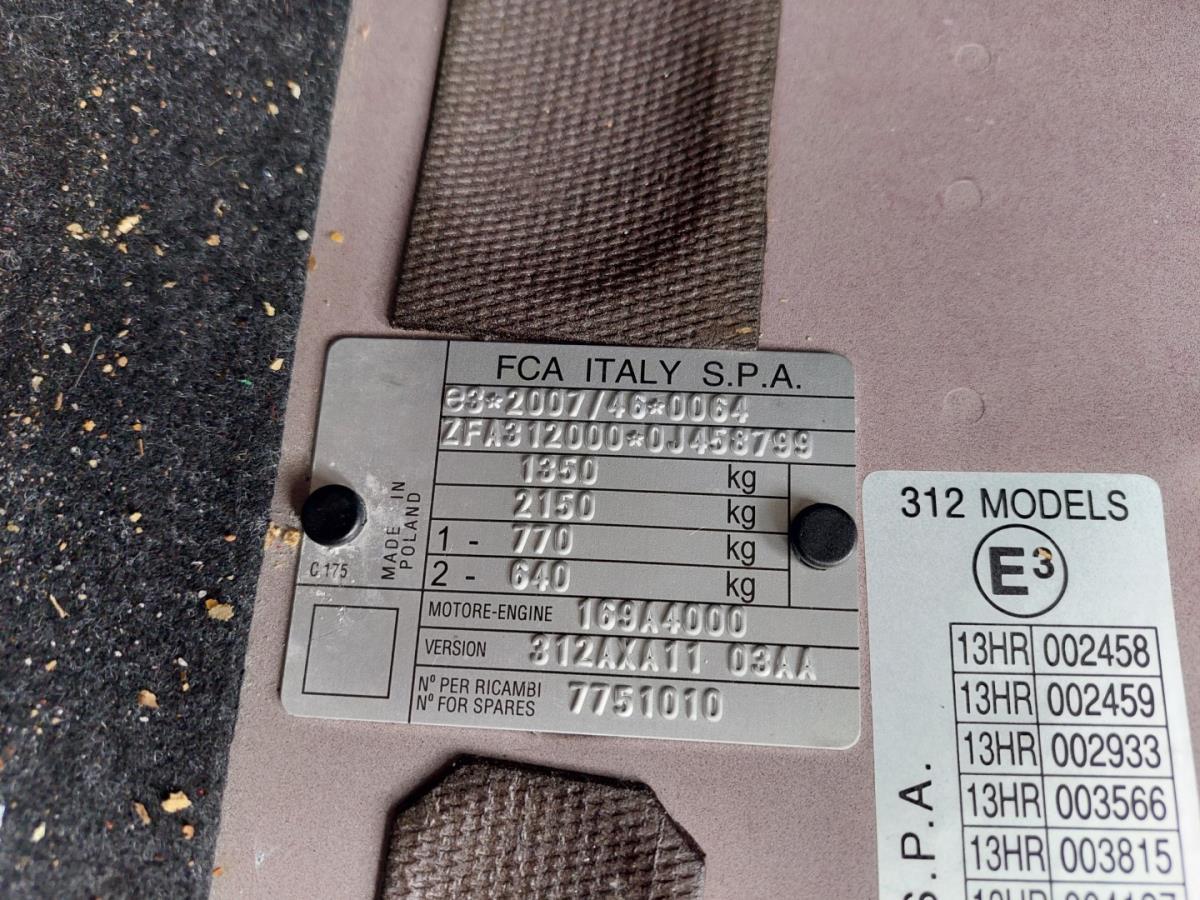 FCA ITALY S.P.A.
e3*2007/46*0064
ZFA312000*0J458799
1350 kg
2150 kg
1 - 770 kg
2 - 640 kg
MADE IN
POLAND
C 175
MOTORE-ENGINE 169A4000
VERSION 312AXA11 03AA
Nº PER RICAMBI
Nº FOR SPARES 7751010
312 MODELS
E3
13HR 002458
13HR 002459
13HR 002933
13HR 003566
13HR 003815
S.P.A.